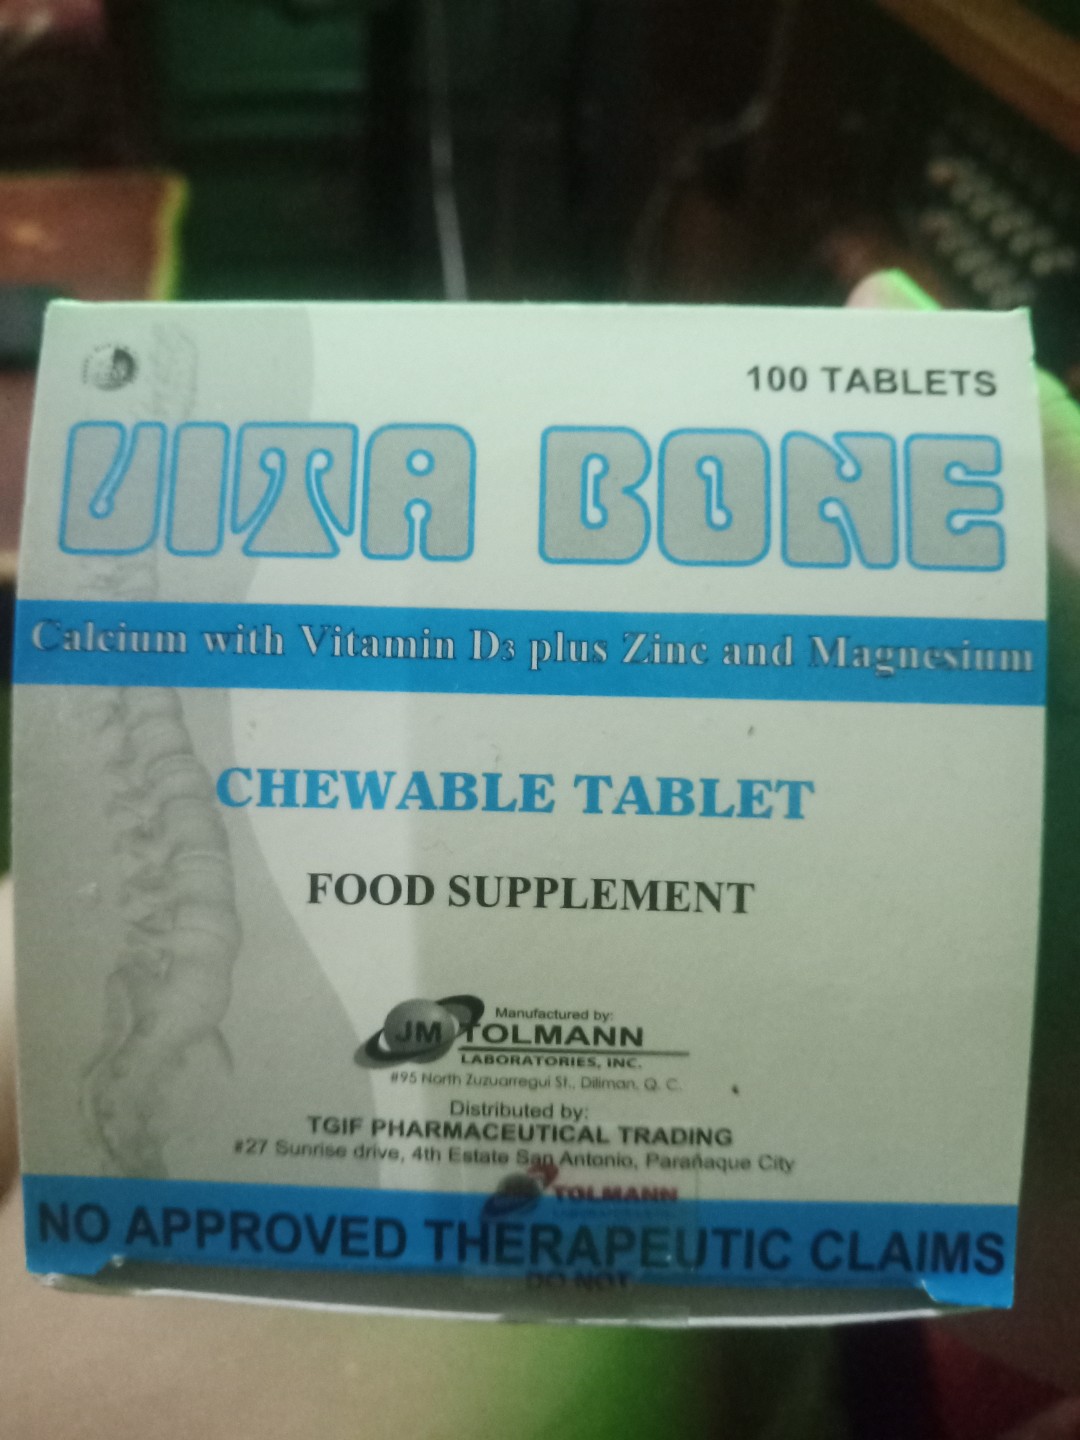 100 TABLETS
VITA BONE
Calcium with Vitamin D3 plus Zinc and Magnesium
CHEWABLE TABLET
FOOD SUPPLEMENT
Manufactured by:
JM TOLMANN
LABORATORIES, INC.
#95 North Zuzuarregui St., Diliman, Q. C.
Distributed by:
TGIF PHARMACEUTICAL TRADING
#27 Sunrise drive, 4th Estate San Antonio, Parañaque City
TOLMANN
NO APPROVED THERAPEUTIC CLAIMS
DO NOT